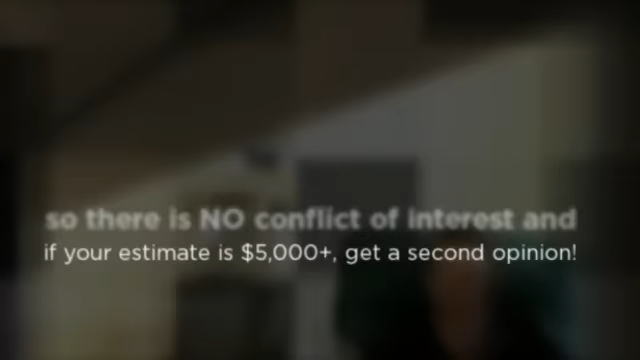 so there is NO conflict of interest and
if your estimate is $5,000+, get a second opinion!